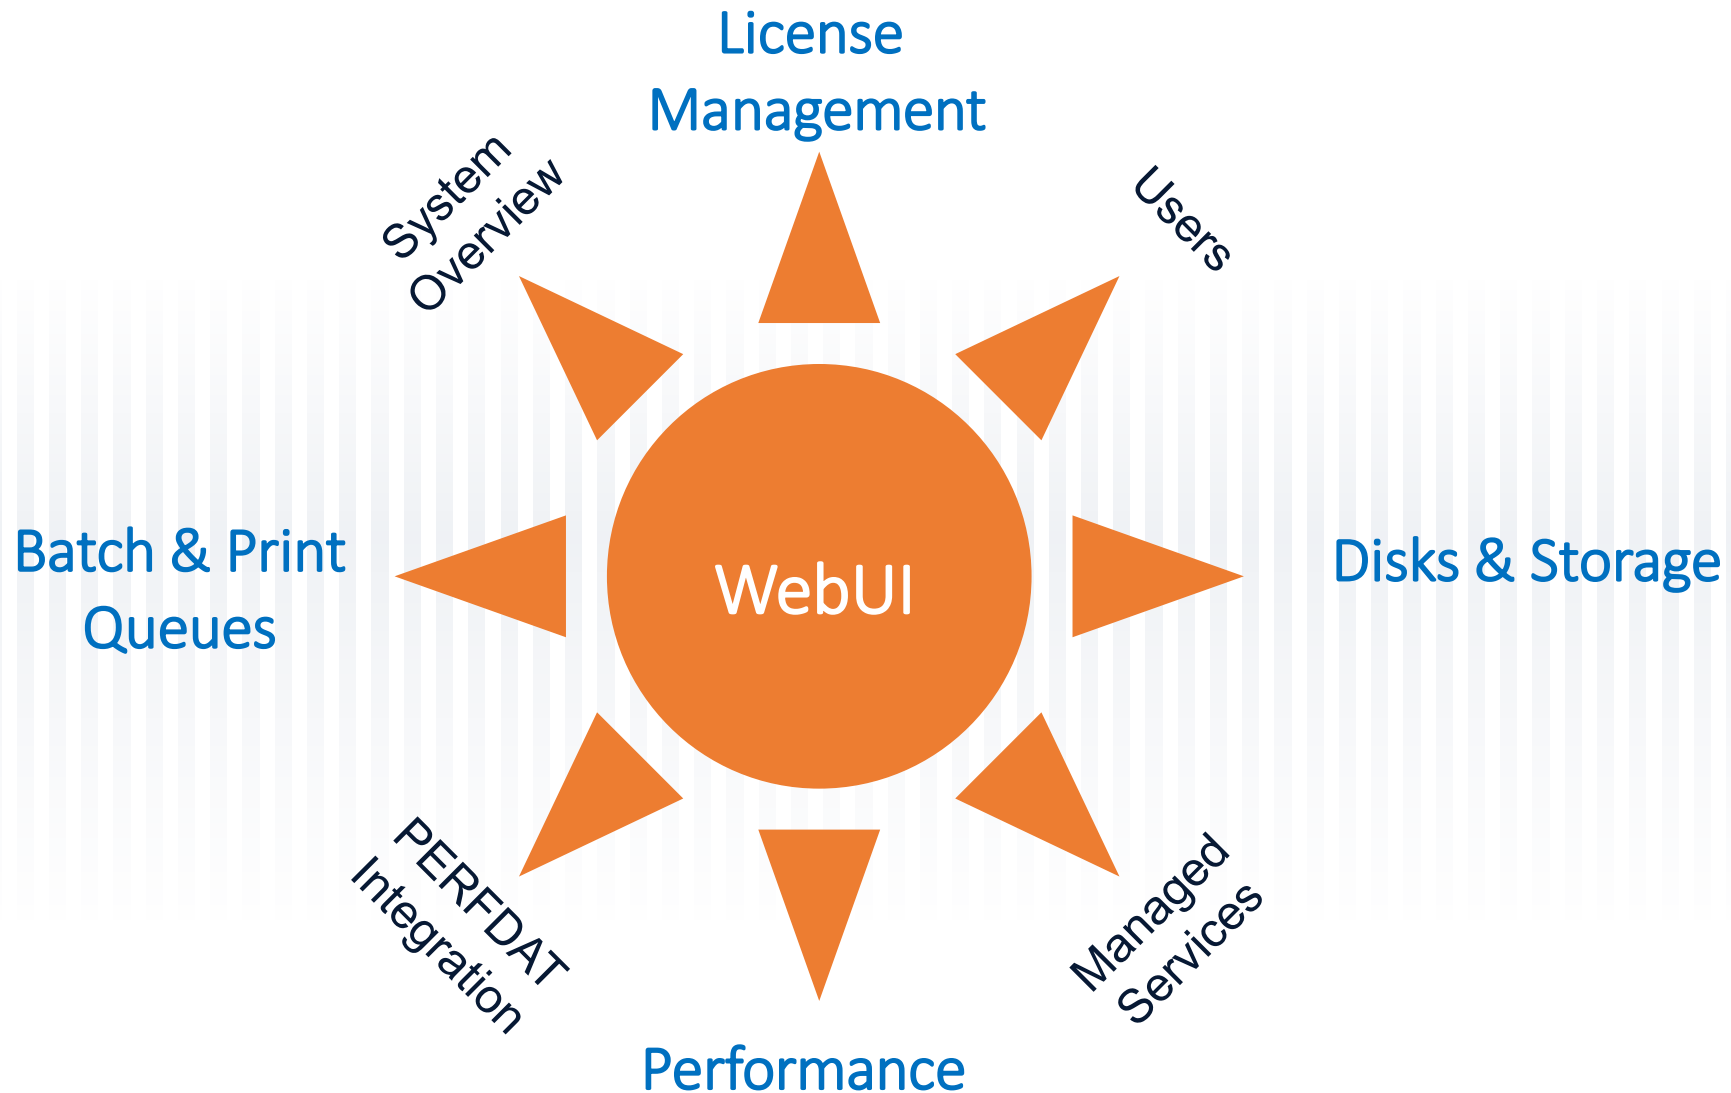 License
Management
System
Overview
Users
Batch & Print
Queues
WebUI
Disks & Storage
PERFDAT
Integration
Managed
Services
Performance